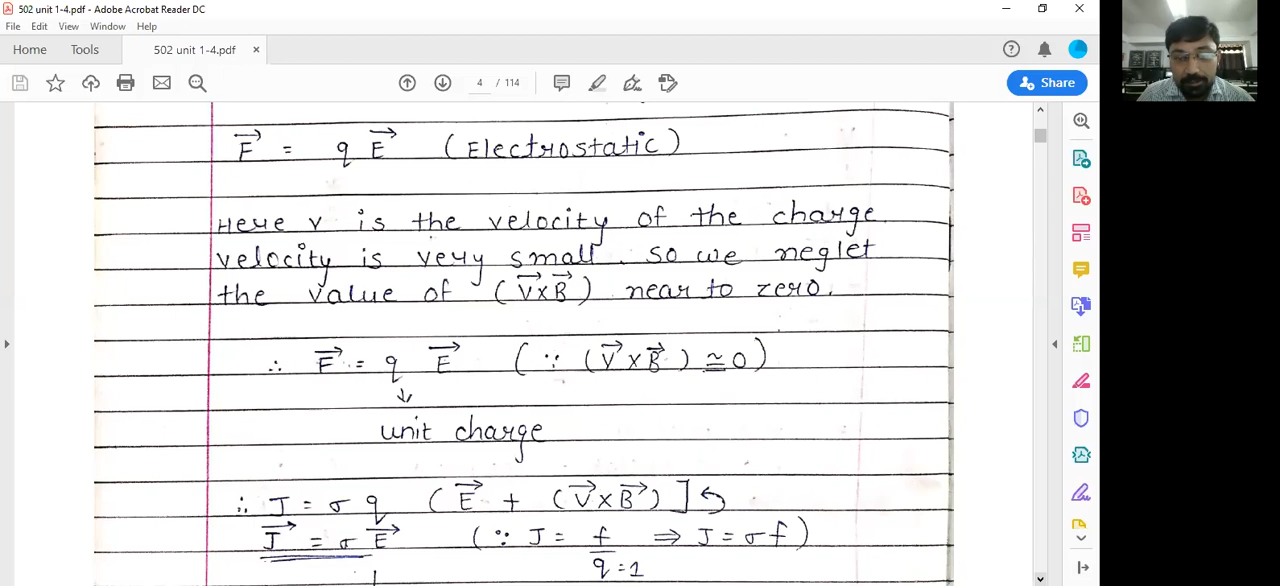 502 unit 1-4.pdf - Adobe Acrobat Reader DC
File Edit View Window Help
Home Tools 502 unit 1-4.pdf ×
4 / 114 Share
F⃗ = q E⃗ (Electrostatic)
Here v is the velocity of the charge
velocity is very small. so we neglet
the value of (V⃗×B⃗) near to zero.
∴ F⃗ = q E⃗ (∵ (V⃗×B⃗) ≅ 0)
↓
unit charge
∴ J = σ q (E⃗ + (V⃗×B⃗)]
J⃗ = σ E⃗ (∵ J = f/q=1 ⇒ J = σf)